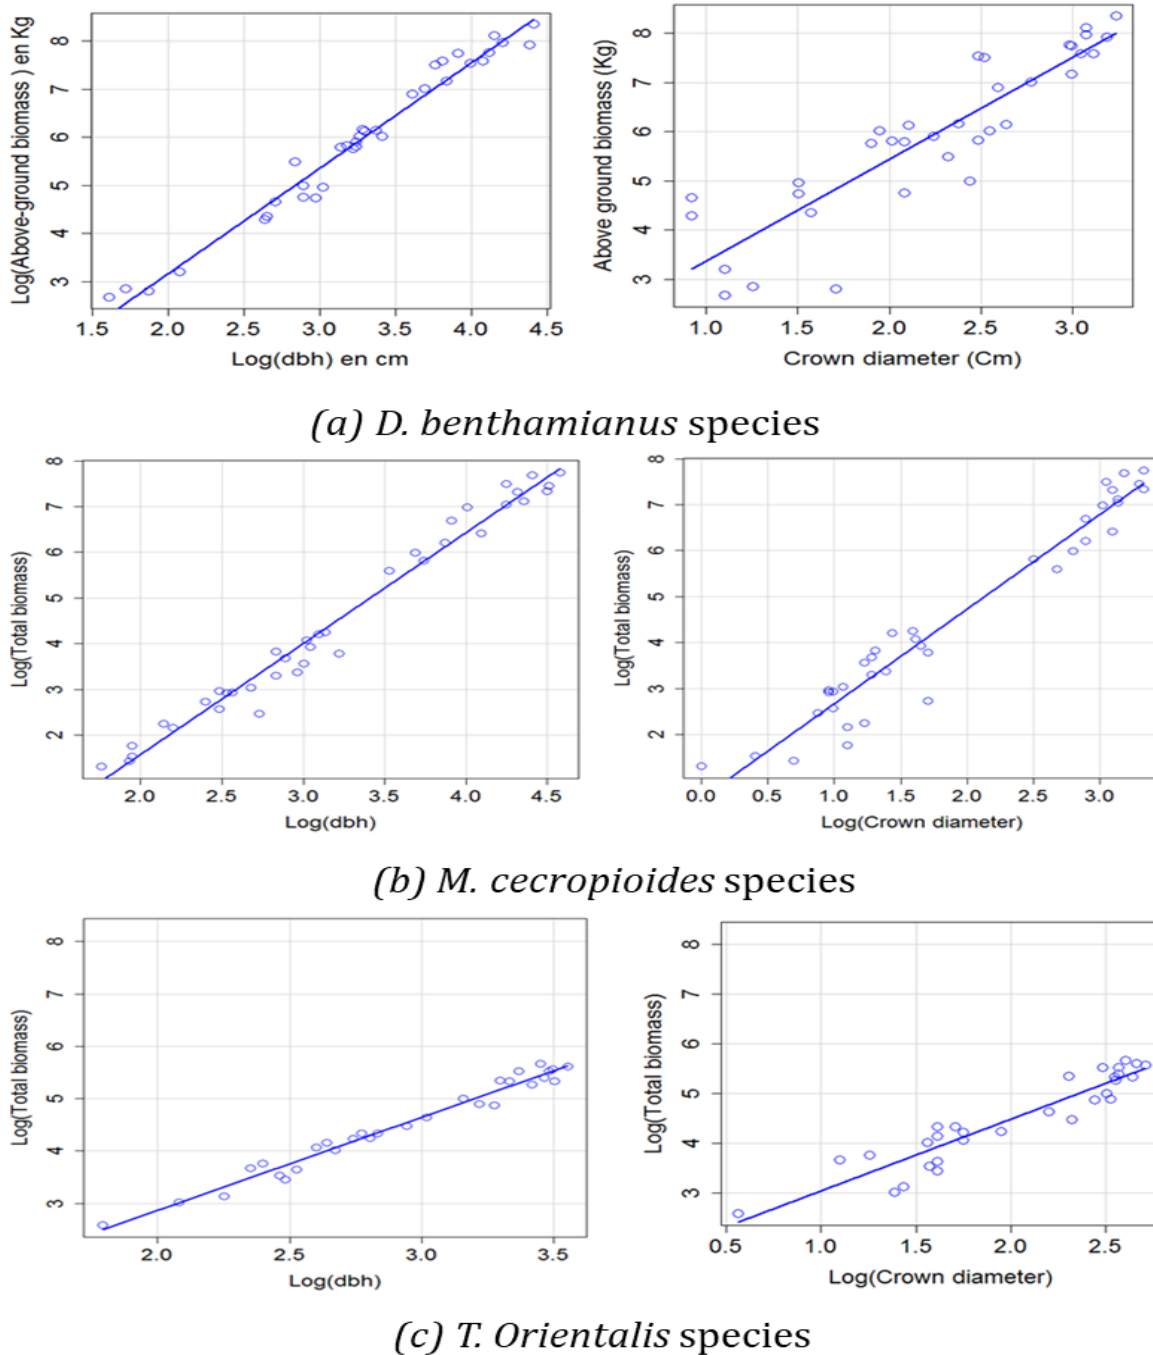 Log(Above-ground biomass ) en Kg
8
7
6
5
4
3
1.5 2.0 2.5 3.0 3.5 4.0 4.5
Log(dbh) en cm
Above ground biomass (Kg)
8
7
6
5
4
3
1.0 1.5 2.0 2.5 3.0
Crown diameter (Cm)
(a) D. benthamianus species
Log(Total biomass)
8
7
6
5
4
3
2
2.0 2.5 3.0 3.5 4.0 4.5
Log(dbh)
Log(Total biomass)
8
7
6
5
4
3
2
0.0 0.5 1.0 1.5 2.0 2.5 3.0
Log(Crown diameter)
(b) M. cecropioides species
Log(Total biomass)
8
7
6
5
4
3
2.0 2.5 3.0 3.5
Log(dbh)
Log(Total biomass)
8
7
6
5
4
3
0.5 1.0 1.5 2.0 2.5
Log(Crown diameter)
(c) T. Orientalis species